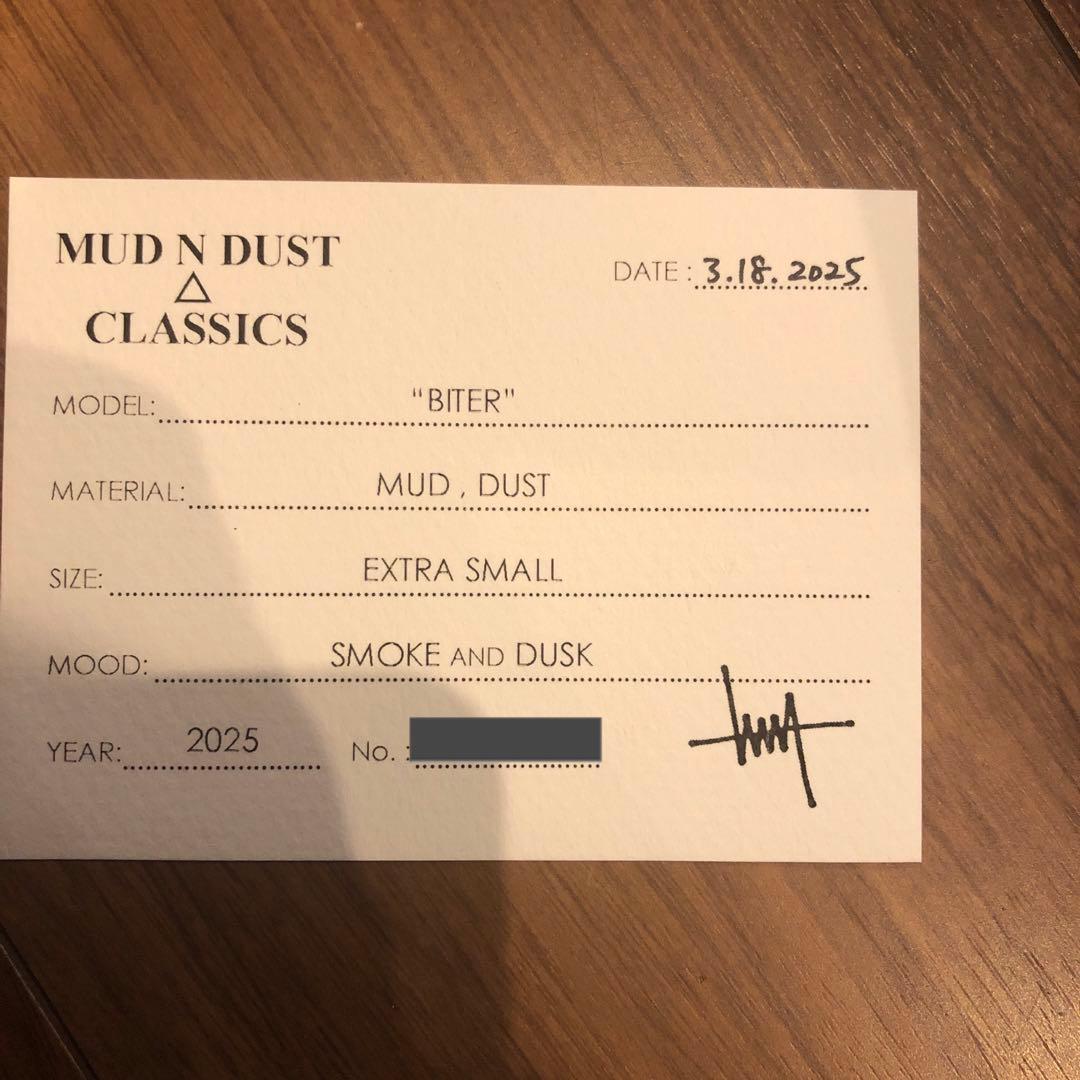 MUD N DUST
CLASSICS
DATE : 3.18.2025
MODEL: "BITER"
MATERIAL: MUD , DUST
SIZE: EXTRA SMALL
MOOD: SMOKE AND DUSK
YEAR: 2025 No. :